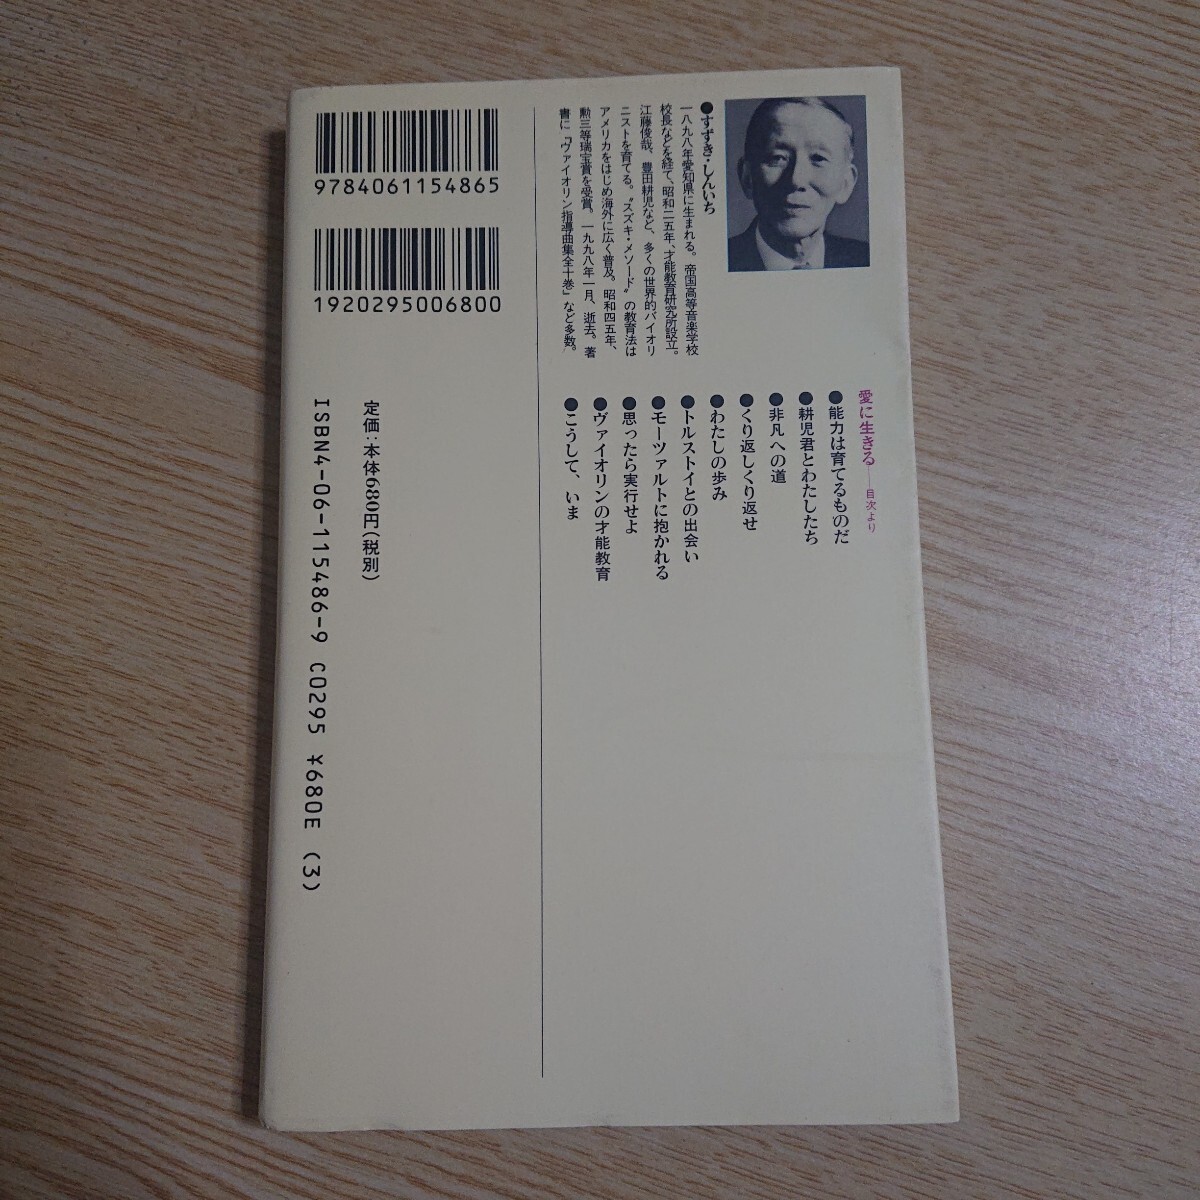 ●すずき・しんいち
一八九八年愛知県に生まれる。帝国高等音楽学校
校長などを経て、昭和二五年、才能教育研究所設立。
江藤俊哉、豊田耕児など、多くの世界的バイオリ
ニストを育てる。〝スズキ・メソード〟の教育法は
アメリカをはじめ海外に広く普及。昭和四五年、
勲三等瑞宝賞を受賞。一九九八年一月、逝去。著
書に『ヴァイオリン指導曲集全十巻』など多数。
愛に生きる──目次より
●能力は育てるものだ
●耕児君とわたしたち
●非凡への道
●くり返しくり返せ
●わたしの歩み
●トルストイとの出会い
●モーツァルトに抱かれる
●思ったら実行せよ
●ヴァイオリンの才能教育
●こうして、いま
9784061154865
1920295006800
定価:本体680円(税別)
ISBN4-06-115486-9 C0295 ¥680E (3)